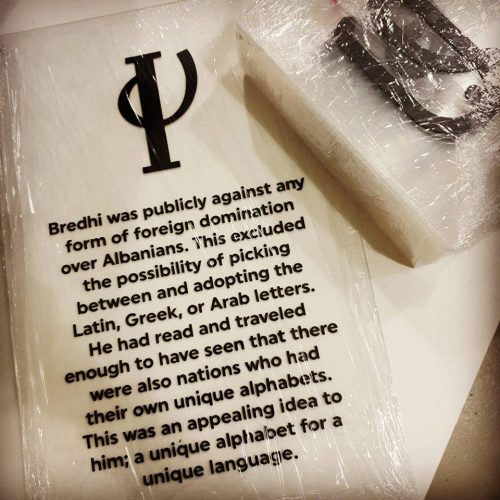 Bredhi was publicly against any
form of foreign domination
over Albanians. This excluded
the possibility of picking
between and adopting the
Latin, Greek, or Arab letters.
He had read and traveled
enough to have seen that there
were also nations who had
their own unique alphabets.
This was an appealing idea to
him; a unique alphabet for a
unique language.